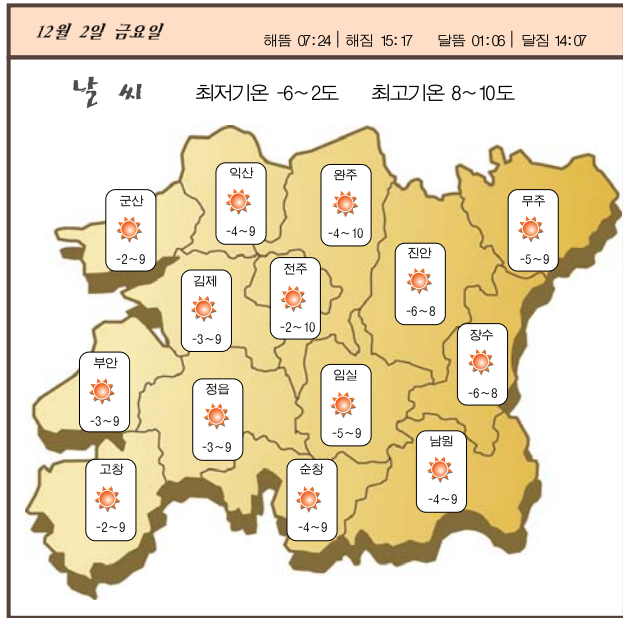 12월 2일 금요일
해뜸 07:24 | 해짐 15:17 달뜸 01:06 | 달짐 14:07
날 씨 최저기온 -6~2도 최고기온 8~10도
익산
-4~9
완주
-4~10
군산
-2~9
무주
-5~9
진안
-6~8
전주
-2~10
김제
-3~9
장수
-6~8
부안
-3~9
임실
-5~9
정읍
-3~9
남원
-4~9
고창
-2~9
순창
-4~9